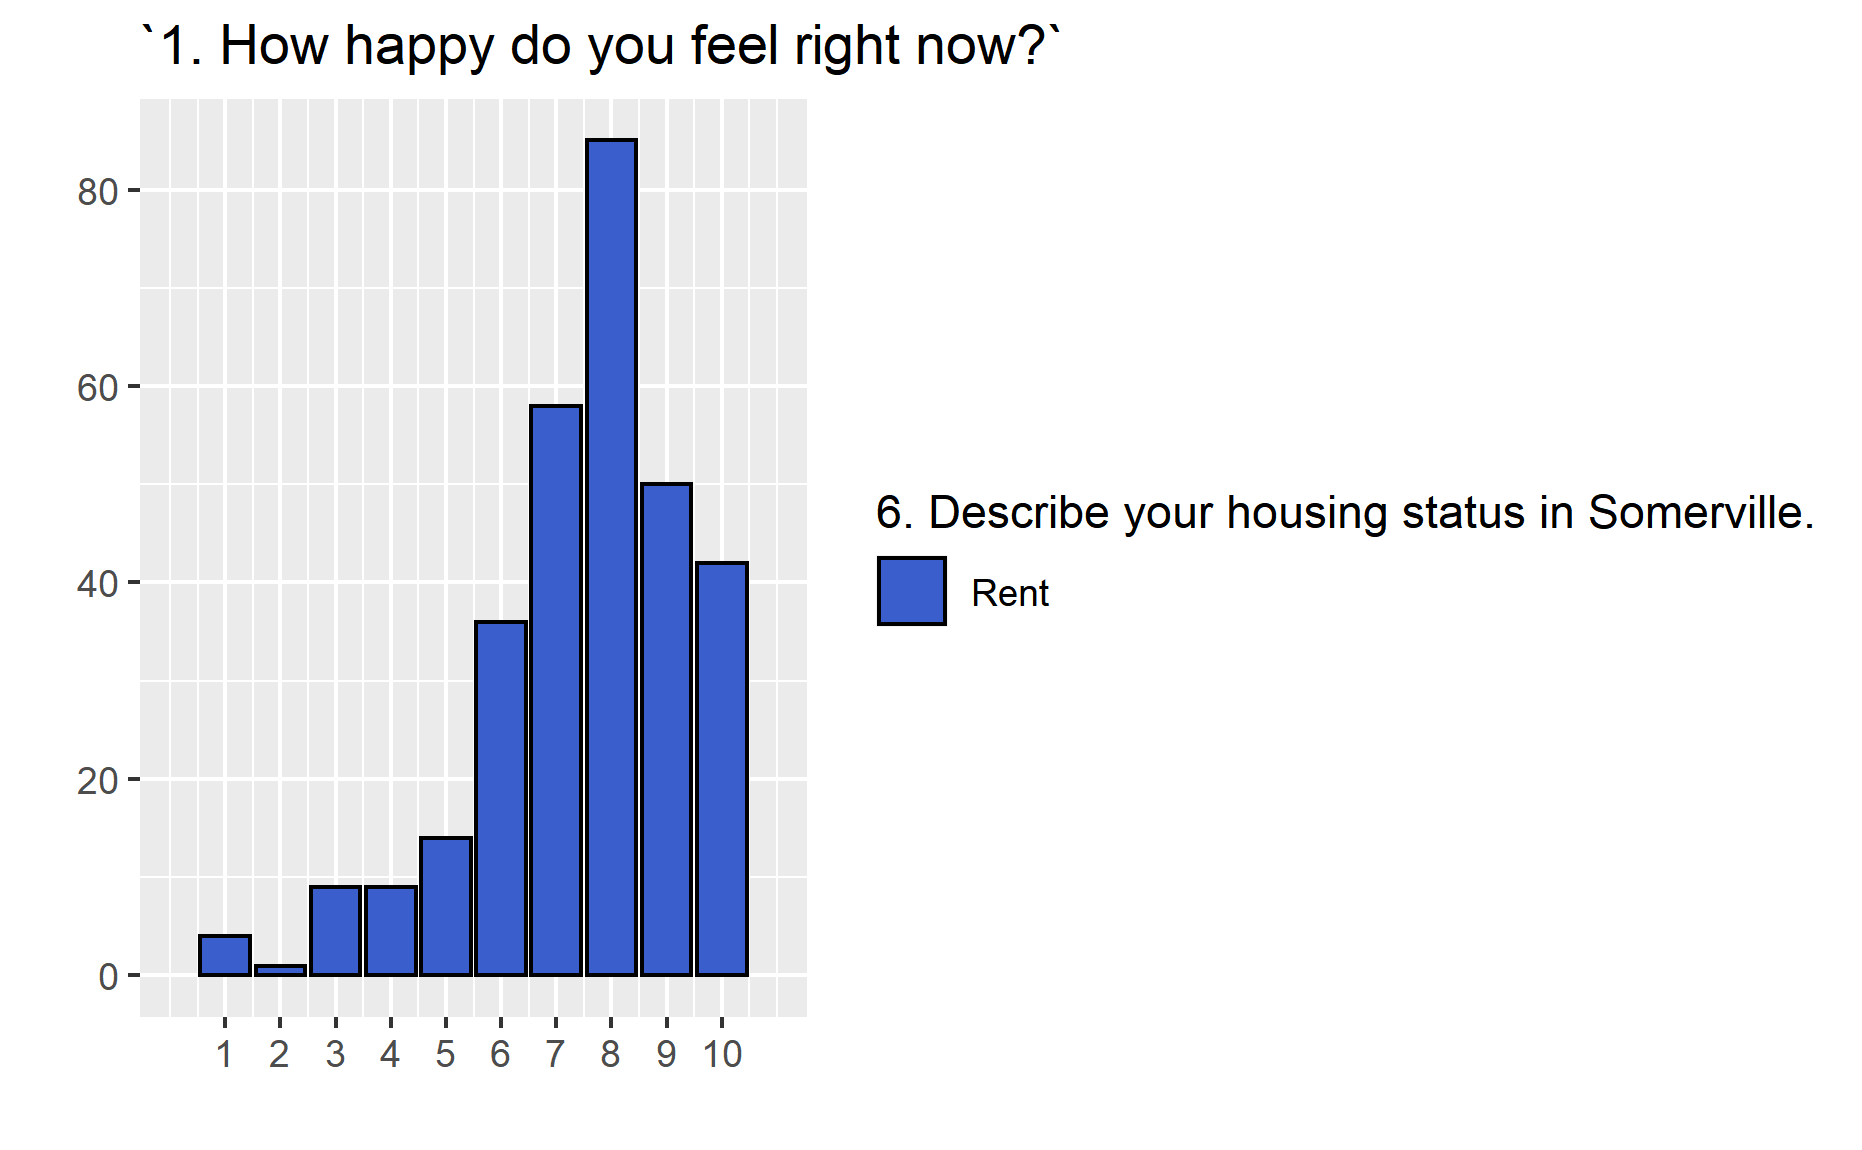 `1. How happy do you feel right now?`
80
60
40
20
0
1 2 3 4 5 6 7 8 9 10
6. Describe your housing status in Somerville.
Rent